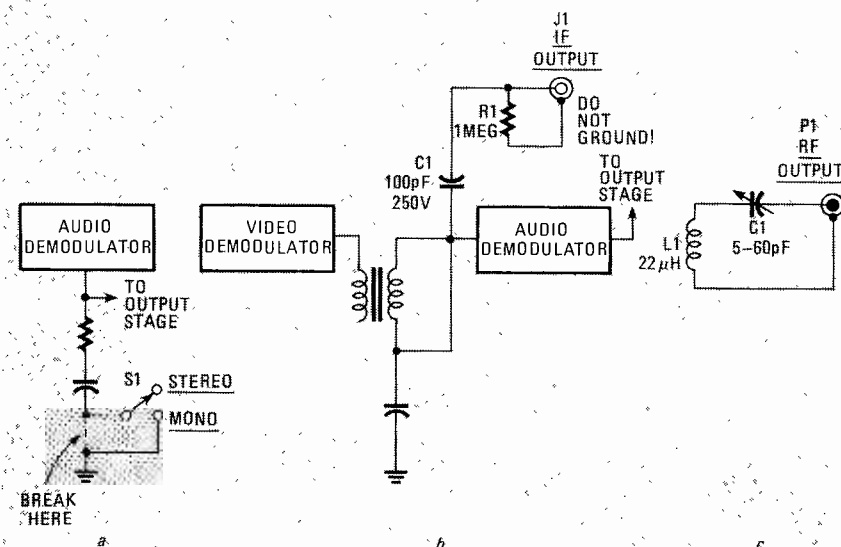 J1
IF
OUTPUT
R1
1MEG
DO
NOT
GROUND!
C1
100pF
250V
TO
OUTPUT
STAGE
P1
RF
OUTPUT
C1
5–60pF
L1
22μH
AUDIO
DEMODULATOR
VIDEO
DEMODULATOR
AUDIO
DEMODULATOR
TO
OUTPUT
STAGE
S1
STEREO
MONO
BREAK
HERE
a
b
c